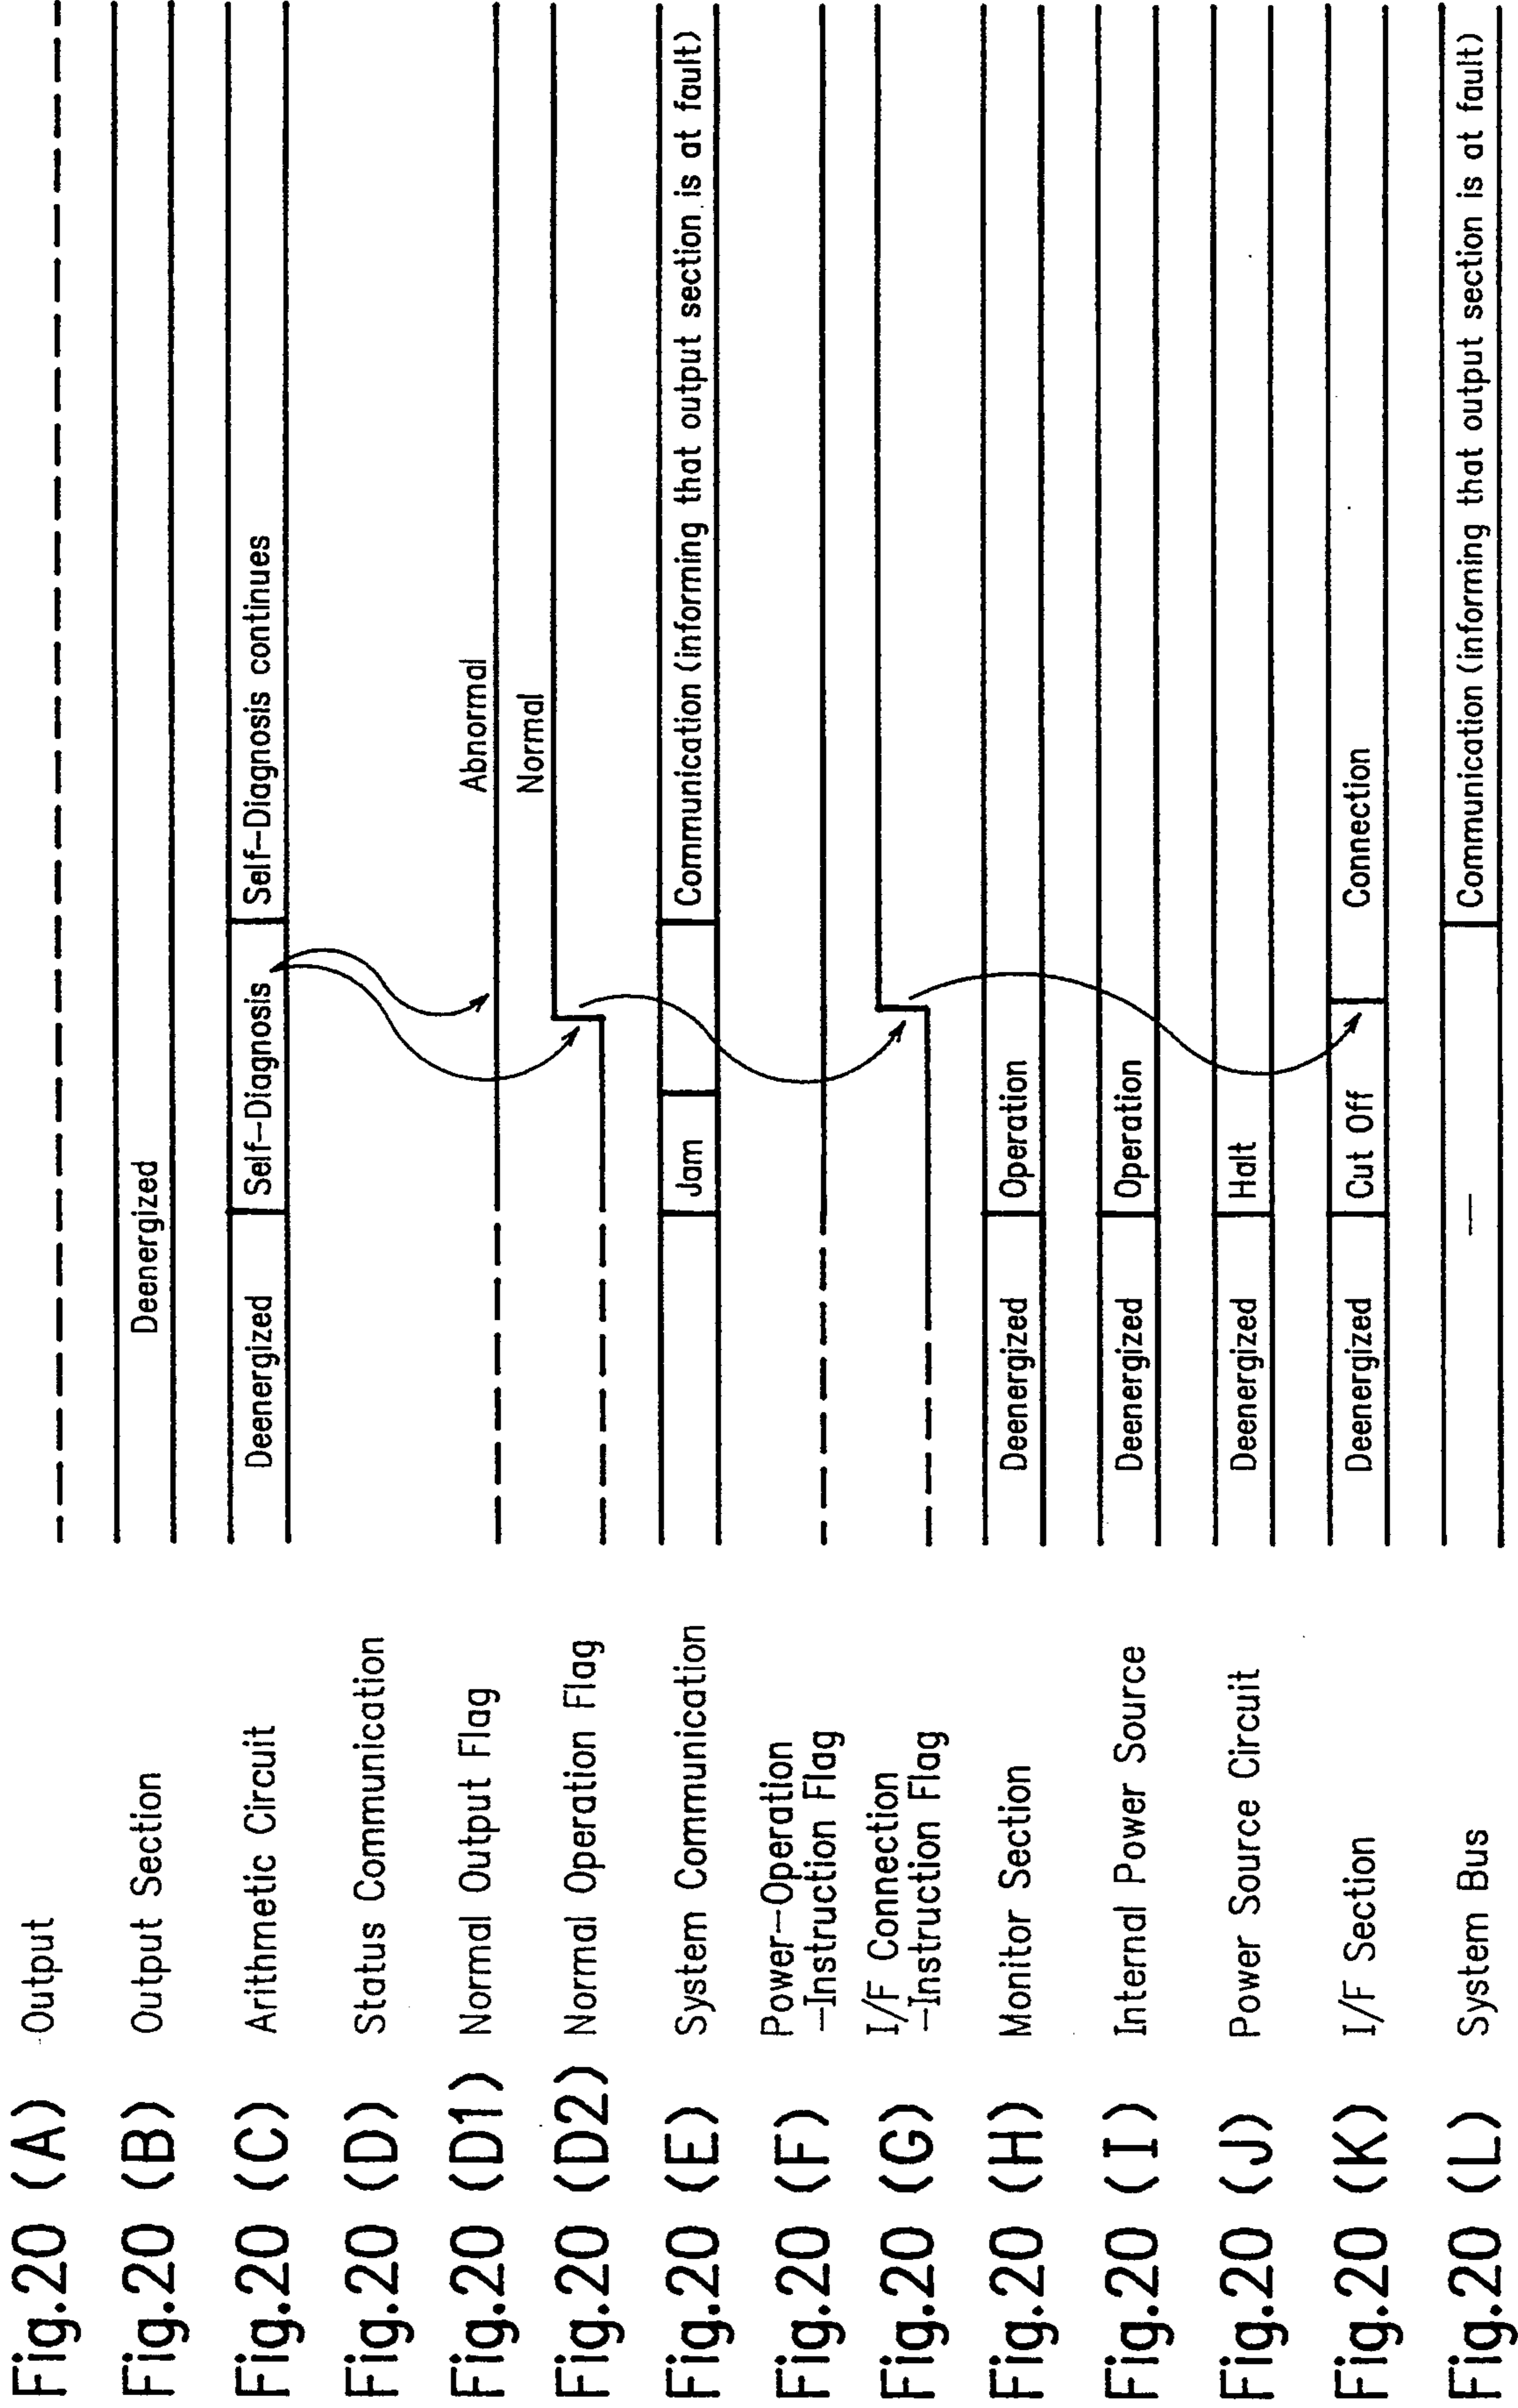 Fig.20 (A) Output
Fig.20 (B) Output Section
Deenergized
Fig.20 (C) Arithmetic Circuit
Deenergized Self-Diagnosis Self-Diagnosis continues
Fig.20 (D) Status Communication
Fig.20 (D1) Normal Output Flag
Abnormal
Fig.20 (D2) Normal Operation Flag
Normal
Fig.20 (E) System Communication
Jam Communication (informing that output section is at fault)
Fig.20 (F) Power-Operation
-Instruction Flag
Fig.20 (G) I/F Connection
-Instruction Flag
Fig.20 (H) Monitor Section
Deenergized Operation
Fig.20 (I) Internal Power Source
Deenergized Operation
Fig.20 (J) Power Source Circuit
Deenergized Halt
Fig.20 (K) I/F Section
Deenergized Cut Off Connection
Fig.20 (L) System Bus
— Communication (informing that output section is at fault)